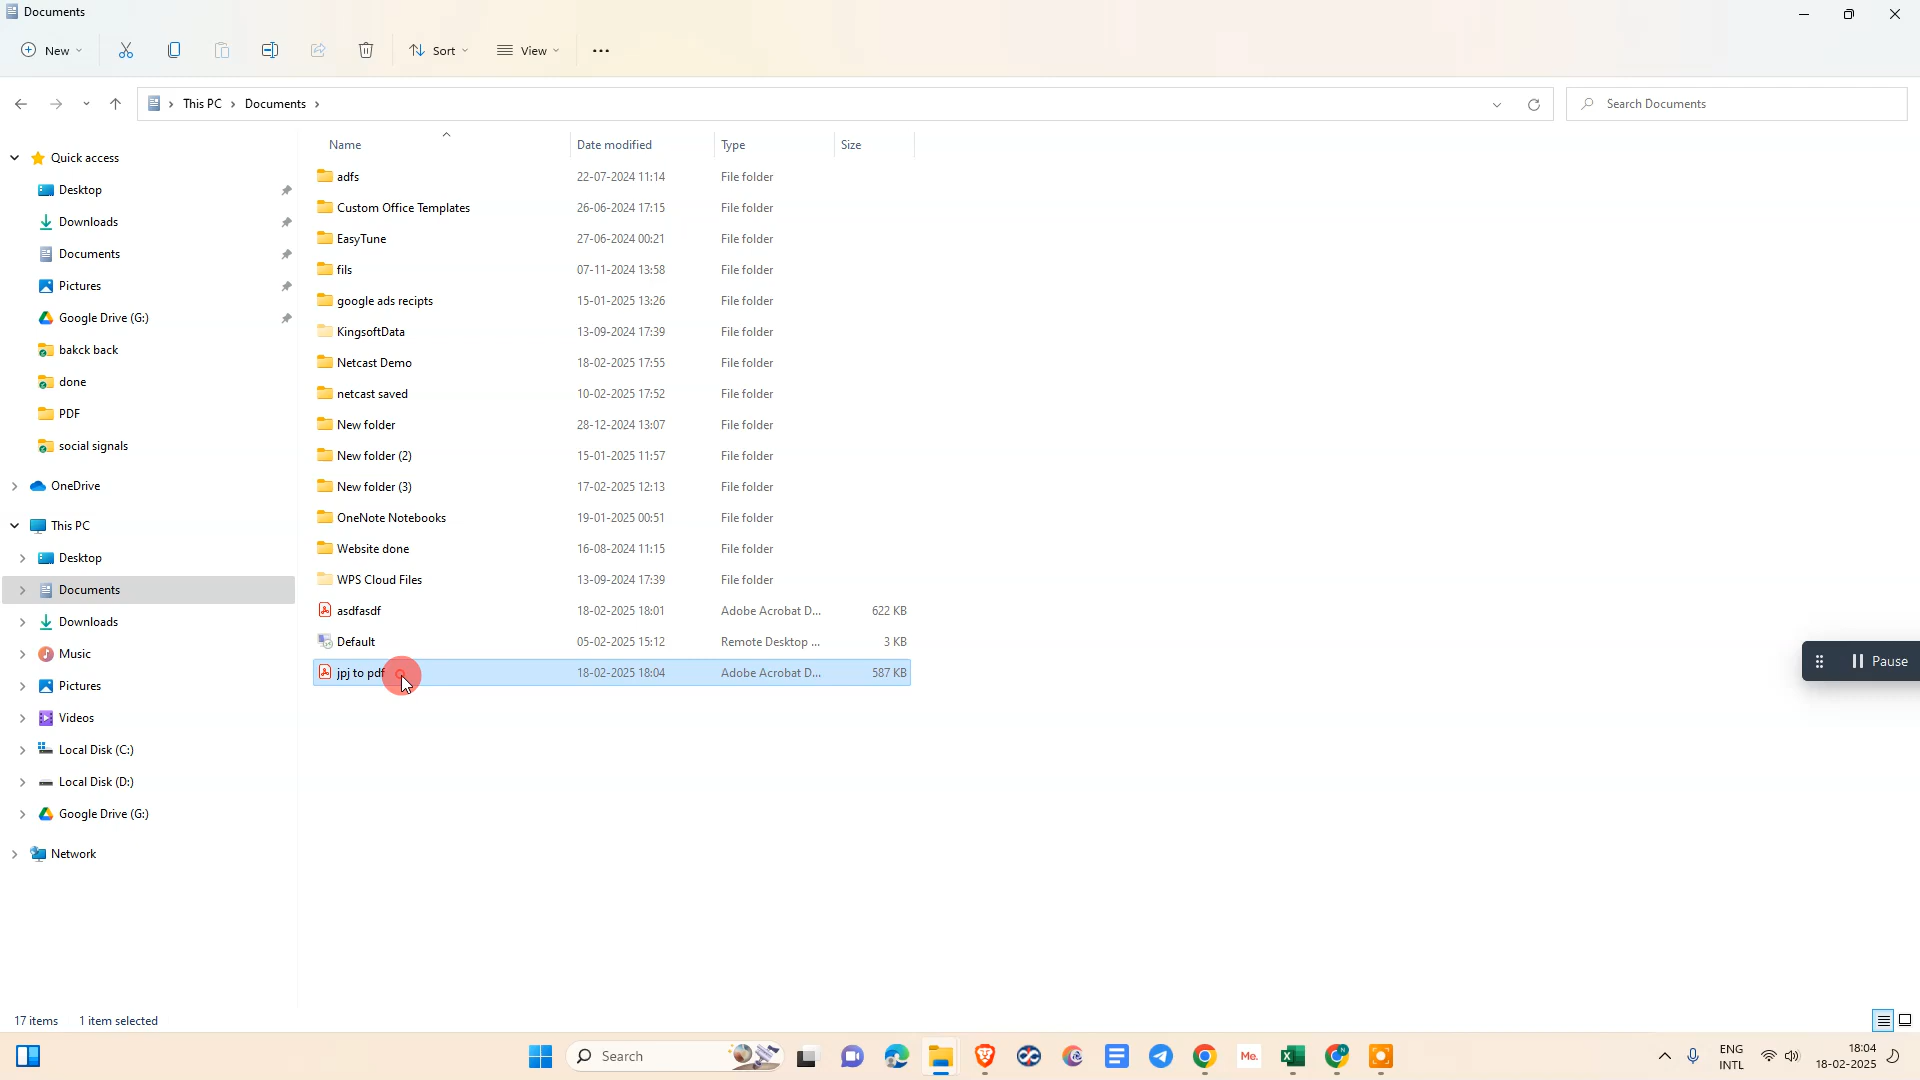 Documents
New
Sort
View
This PC > Documents >
Search Documents
Name Date modified Type Size
Quick access
Desktop
Downloads
Documents
Pictures
Google Drive (G:)
bakck back
done
PDF
social signals
OneDrive
This PC
Desktop
Documents
Downloads
Music
Pictures
Videos
Local Disk (C:)
Local Disk (D:)
Google Drive (G:)
Network
adfs 22-07-2024 11:14 File folder
Custom Office Templates 26-06-2024 17:15 File folder
EasyTune 27-06-2024 00:21 File folder
fils 07-11-2024 13:58 File folder
google ads recipts 15-01-2025 13:26 File folder
KingsoftData 13-09-2024 17:39 File folder
Netcast Demo 18-02-2025 17:55 File folder
netcast saved 10-02-2025 17:52 File folder
New folder 28-12-2024 13:07 File folder
New folder (2) 15-01-2025 11:57 File folder
New folder (3) 17-02-2025 12:13 File folder
OneNote Notebooks 19-01-2025 00:51 File folder
Website done 16-08-2024 11:15 File folder
WPS Cloud Files 13-09-2024 17:39 File folder
asdfasdf 18-02-2025 18:01 Adobe Acrobat D... 622 KB
Default 05-02-2025 15:12 Remote Desktop ... 3 KB
jpj to pdf 18-02-2025 18:04 Adobe Acrobat D... 587 KB
Pause
17 items 1 item selected
Search
Me.
ENG
INTL
18:04
18-02-2025